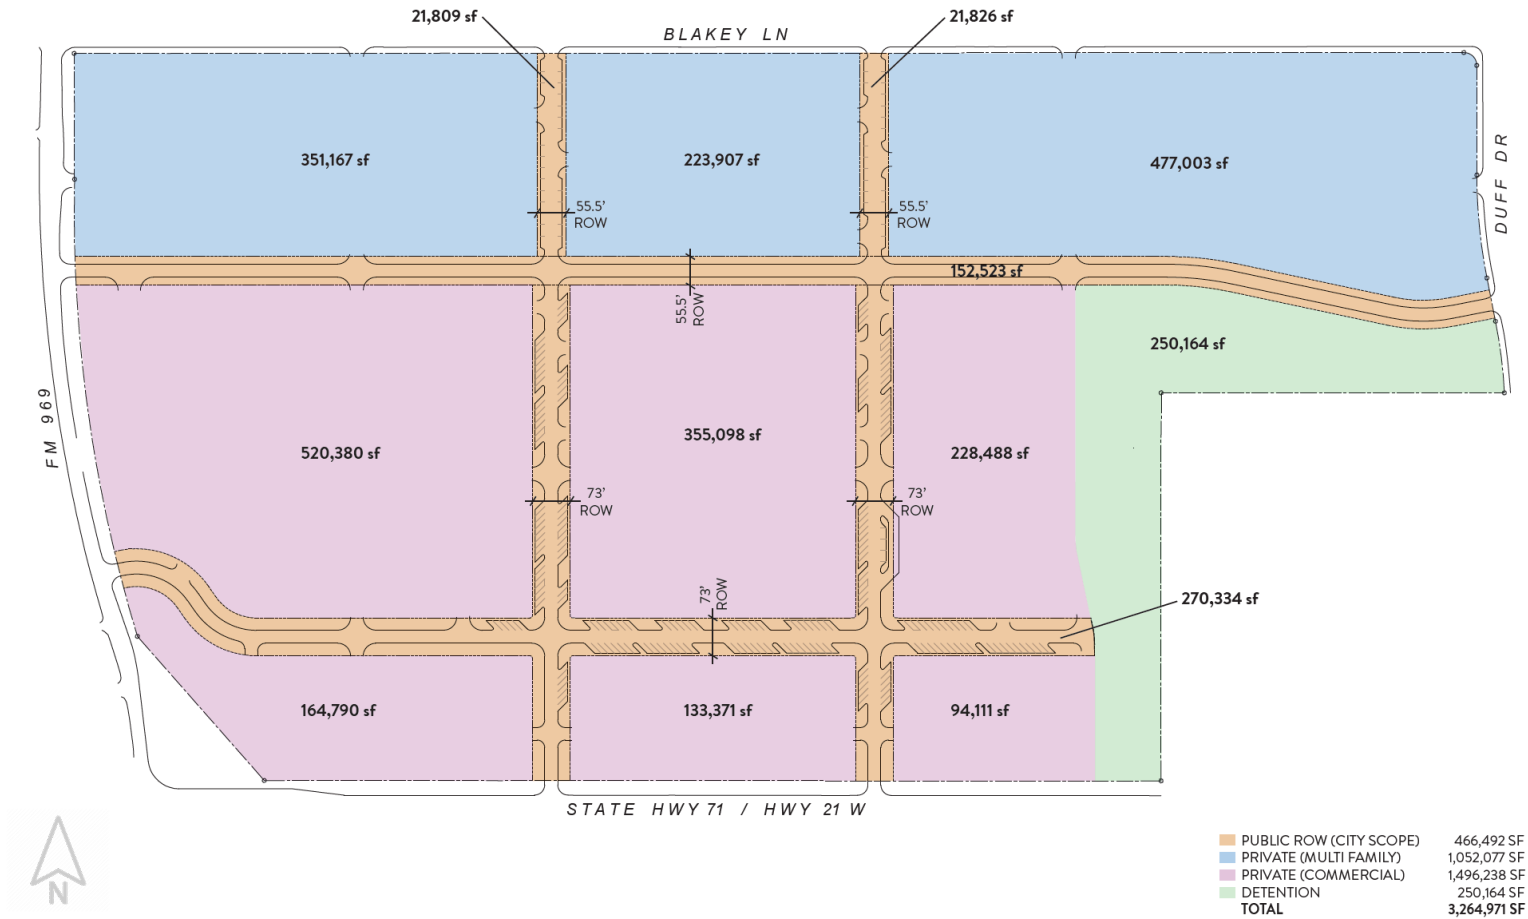 21,809 sf
21,826 sf
BLAKEY LN
351,167 sf
223,907 sf
477,003 sf
DUFF DR
55.5'
ROW
55.5'
ROW
152,523 sf
55.5'
ROW
250,164 sf
FM 969
520,380 sf
355,098 sf
228,488 sf
73'
ROW
73'
ROW
73'
ROW
270,334 sf
164,790 sf
133,371 sf
94,111 sf
STATE HWY 71 / HWY 21 W
N
PUBLIC ROW (CITY SCOPE) 466,492 SF
PRIVATE (MULTI FAMILY) 1,052,077 SF
PRIVATE (COMMERCIAL) 1,496,238 SF
DETENTION 250,164 SF
TOTAL 3,264,971 SF